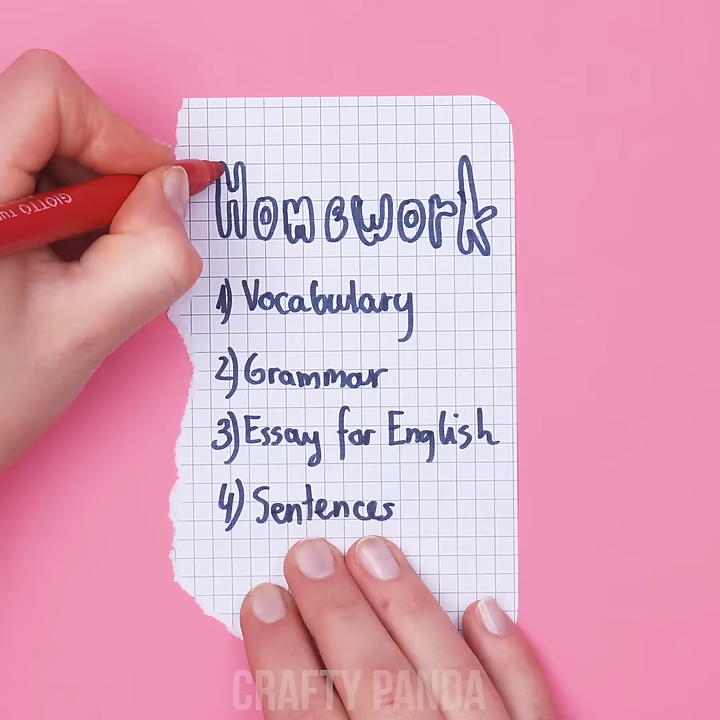 Homework
1) Vocabulary
2) Grammar
3) Essay for English
4) Sentences
GIOTTO
CRAFTY PANDA